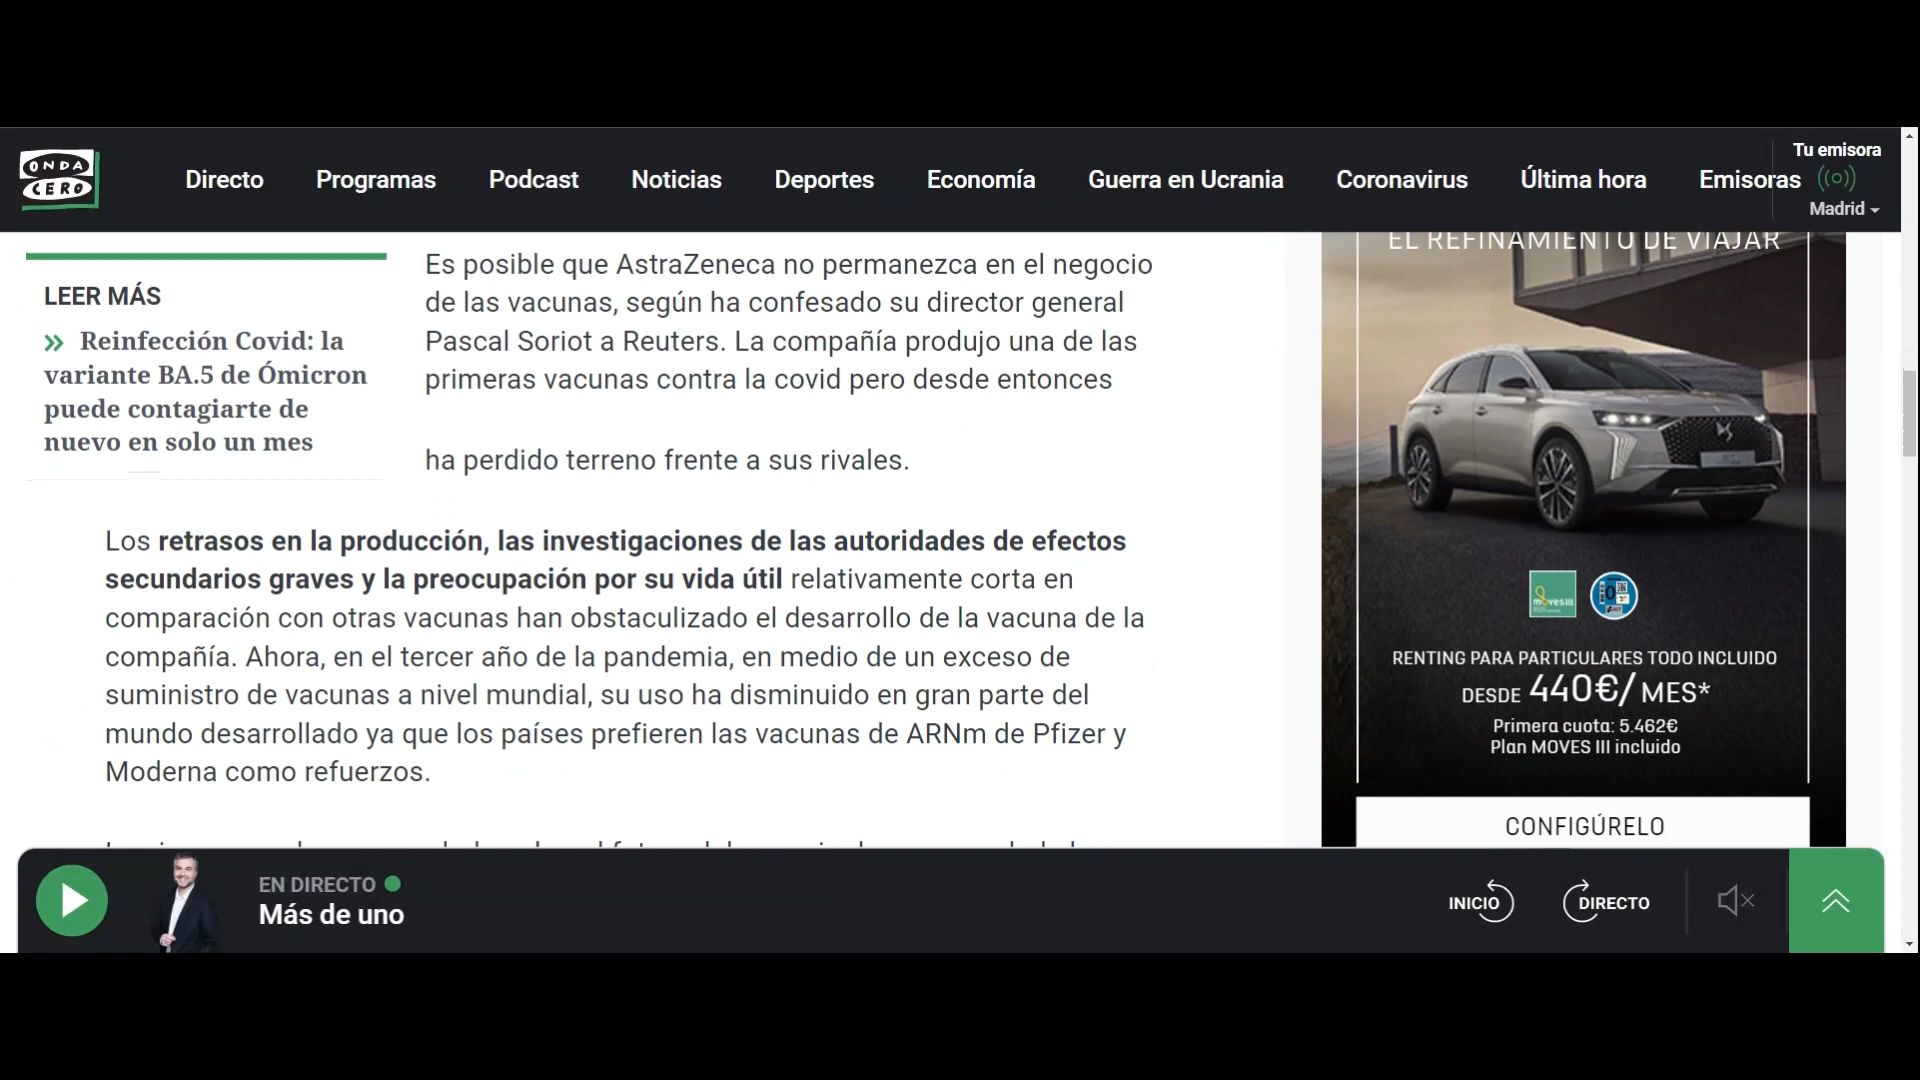 ONDA
CERO
Directo
Programas
Podcast
Noticias
Deportes
Economía
Guerra en Ucrania
Coronavirus
Última hora
Emisoras
Tu emisora
Madrid
LEER MÁS
Reinfección Covid: la
variante BA.5 de Ómicron
puede contagiarte de
nuevo en solo un mes
Es posible que AstraZeneca no permanezca en el negocio
de las vacunas, según ha confesado su director general
Pascal Soriot a Reuters. La compañía produjo una de las
primeras vacunas contra la covid pero desde entonces
ha perdido terreno frente a sus rivales.
Los retrasos en la producción, las investigaciones de las autoridades de efectos
secundarios graves y la preocupación por su vida útil relativamente corta en
comparación con otras vacunas han obstaculizado el desarrollo de la vacuna de la
compañía. Ahora, en el tercer año de la pandemia, en medio de un exceso de
suministro de vacunas a nivel mundial, su uso ha disminuido en gran parte del
mundo desarrollado ya que los países prefieren las vacunas de ARNm de Pfizer y
Moderna como refuerzos.
EL REFINAMIENTO DE VIAJAR
moves III
RENTING PARA PARTICULARES TODO INCLUIDO
DESDE 440€/MES*
Primera cuota: 5.462€
Plan MOVES III incluido
CONFIGÚRELO
EN DIRECTO
Más de uno
INICIO
DIRECTO